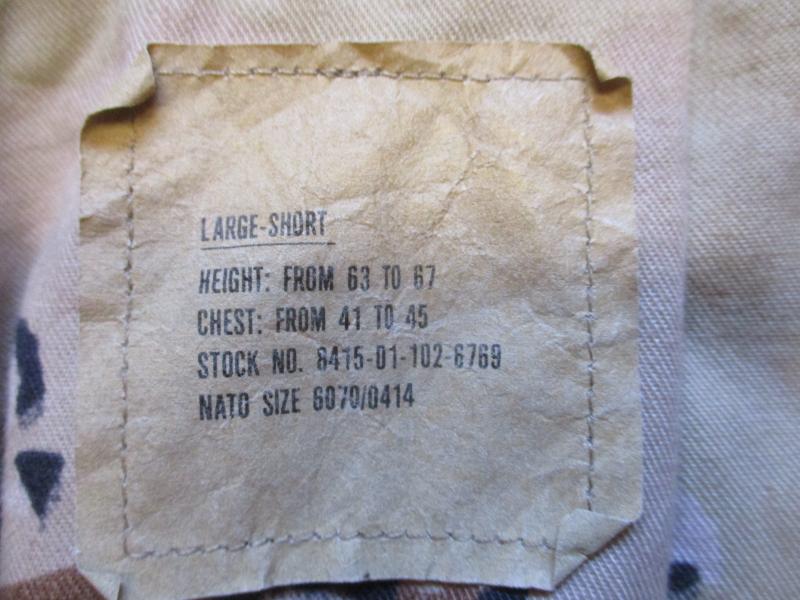 LARGE-SHORT
HEIGHT: FROM 63 TO 67
CHEST: FROM 41 TO 45
STOCK NO. 8415-01-102-6769
NATO SIZE 6070/0414